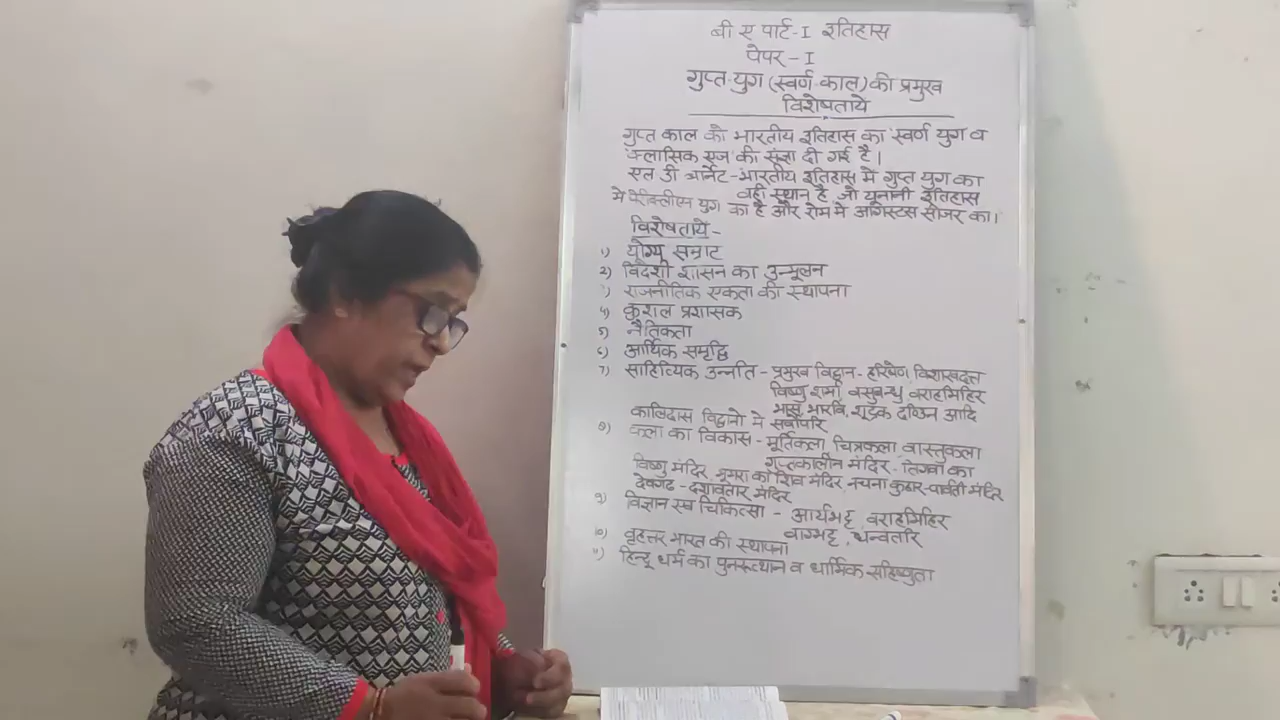 बी ए पार्ट-I इतिहास
पेपर - I
गुप्त-युग (स्वर्ण-काल) की प्रमुख
विशेषताये
गुप्त काल को भारतीय इतिहास का 'स्वर्ण युग व
'क्लासिक एज' की संज्ञा दी गई है।
एल डी बार्नेट - भारतीय इतिहास मे गुप्त युग का
वही स्थान है जो यूनानी इतिहास
मे पेरिक्लीएन युग का है और रोम मे आगस्टस सीजर का।
विशेषताये -
1) योग्य सम्राट
2) विदेशी शासन का उन्मूलन
3) राजनीतिक एकता की स्थापना
4) कुशल प्रशासक
5) नैतिकता
6) आर्थिक समृद्धि
7) साहित्यिक उन्नति - प्रमुख विद्वान - हरिषेण, विशाखदत्त
विष्णु शर्मा, वसुबन्धु वराहमिहिर
भास, भारवि, शूद्रक दण्डिन आदि
कालिदास विद्वानो मे सर्वोपरि
8) कला का विकास - मूर्तिकला, चित्रकला, वास्तुकला
गुप्तकालीन मंदिर - तिगवा का
विष्णु मंदिर, भूमरा का शिव मंदिर, नचना कुठार-पार्वती मंदिर
देवगढ - दशावतार मंदिर
9) विज्ञान एवं चिकित्सा - आर्यभट्ट, वराहमिहिर
वाग्भट्ट, धन्वंतरि
10) वृहत्तर भारत की स्थापना
11) हिन्दू धर्म का पुनरूत्थान व धार्मिक सहिष्णुता